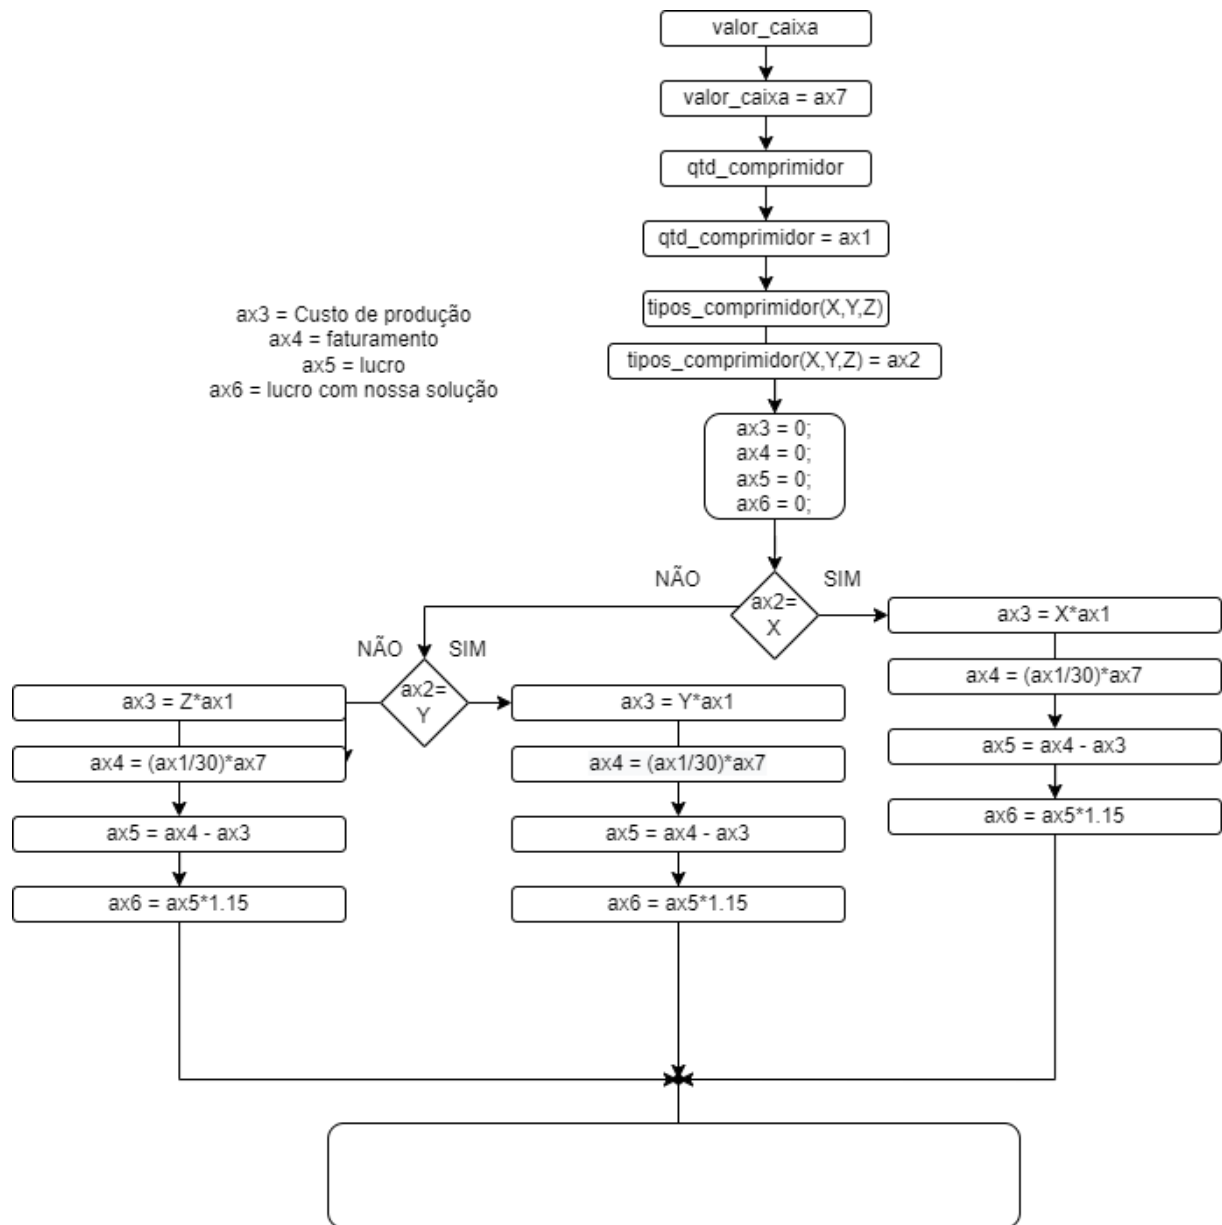 valor_caixa
valor_caixa = ax7
qtd_comprimidor
qtd_comprimidor = ax1
tipos_comprimidor(X,Y,Z)
tipos_comprimidor(X,Y,Z) = ax2
ax3 = Custo de produção
ax4 = faturamento
ax5 = lucro
ax6 = lucro com nossa solução
ax3 = 0;
ax4 = 0;
ax5 = 0;
ax6 = 0;
NÃO
SIM
ax2=
X
ax3 = X*ax1
ax4 = (ax1/30)*ax7
ax5 = ax4 - ax3
ax6 = ax5*1.15
NÃO
SIM
ax2=
Y
ax3 = Z*ax1
ax4 = (ax1/30)*ax7
ax5 = ax4 - ax3
ax6 = ax5*1.15
ax3 = Y*ax1
ax4 = (ax1/30)*ax7
ax5 = ax4 - ax3
ax6 = ax5*1.15